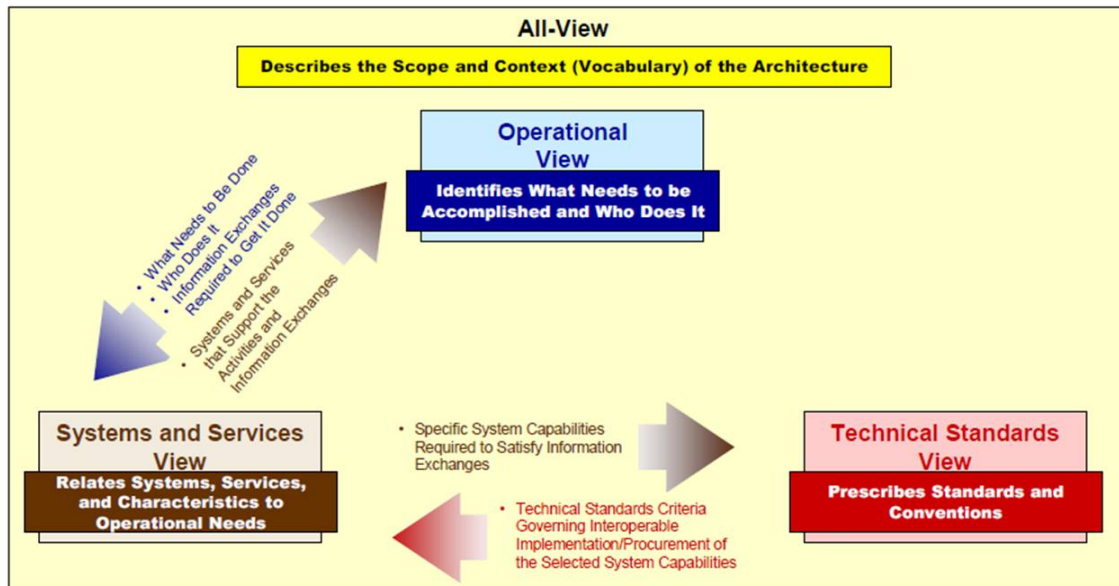 All-View
Describes the Scope and Context (Vocabulary) of the Architecture
Operational
View
Identifies What Needs to be
Accomplished and Who Does It
• What Needs to Be Done
• Who Does It
• Information Exchanges
Required to Get It Done
• Systems and Services
that Support the
Activities and
Information Exchanges
Systems and Services
View
Relates Systems, Services,
and Characteristics to
Operational Needs
• Specific System Capabilities
Required to Satisfy Information
Exchanges
• Technical Standards Criteria
Governing Interoperable
Implementation/Procurement of
the Selected System Capabilities
Technical Standards
View
Prescribes Standards and
Conventions